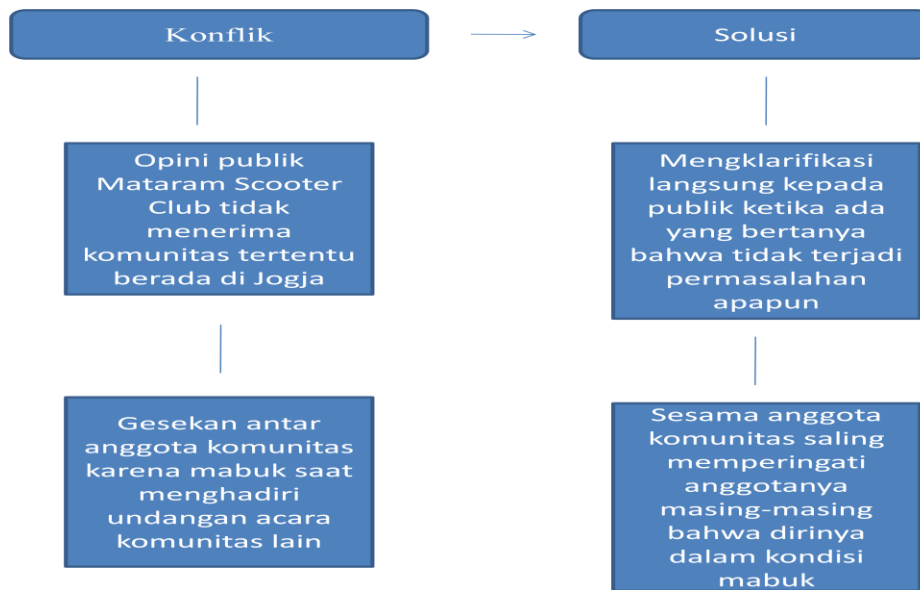 Konflik
Solusi
Opini publik
Mataram Scooter
Club tidak
menerima
komunitas tertentu
berada di Jogja
Mengklarifikasi
langsung kepada
publik ketika ada
yang bertanya
bahwa tidak terjadi
permasalahan
apapun
Gesekan antar
anggota komunitas
karena mabuk saat
menghadiri
undangan acara
komunitas lain
Sesama anggota
komunitas saling
memperingati
anggotanya
masing-masing
bahwa dirinya
dalam kondisi
mabuk